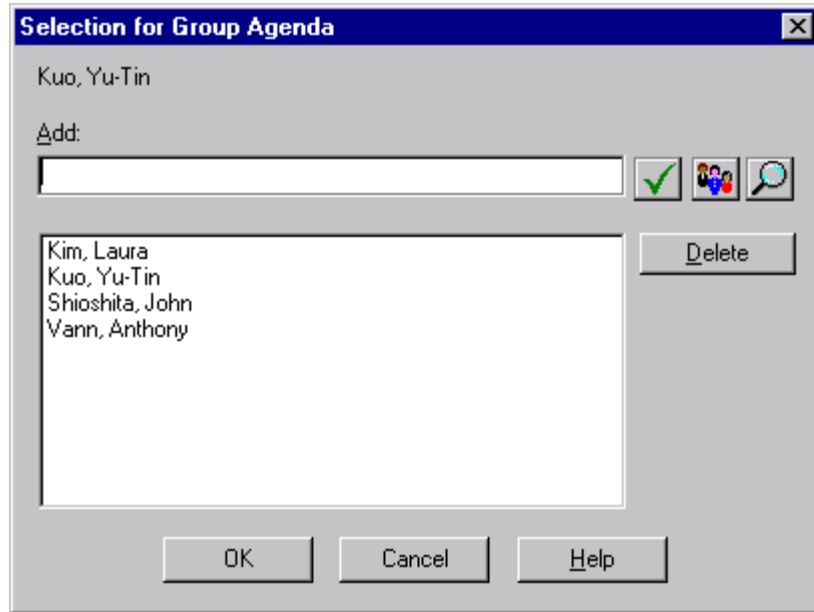 Selection for Group Agenda
Kuo, Yu-Tin
Add:
Kim, Laura
Kuo, Yu-Tin
Shioshita, John
Vann, Anthony
Delete
OK
Cancel
Help